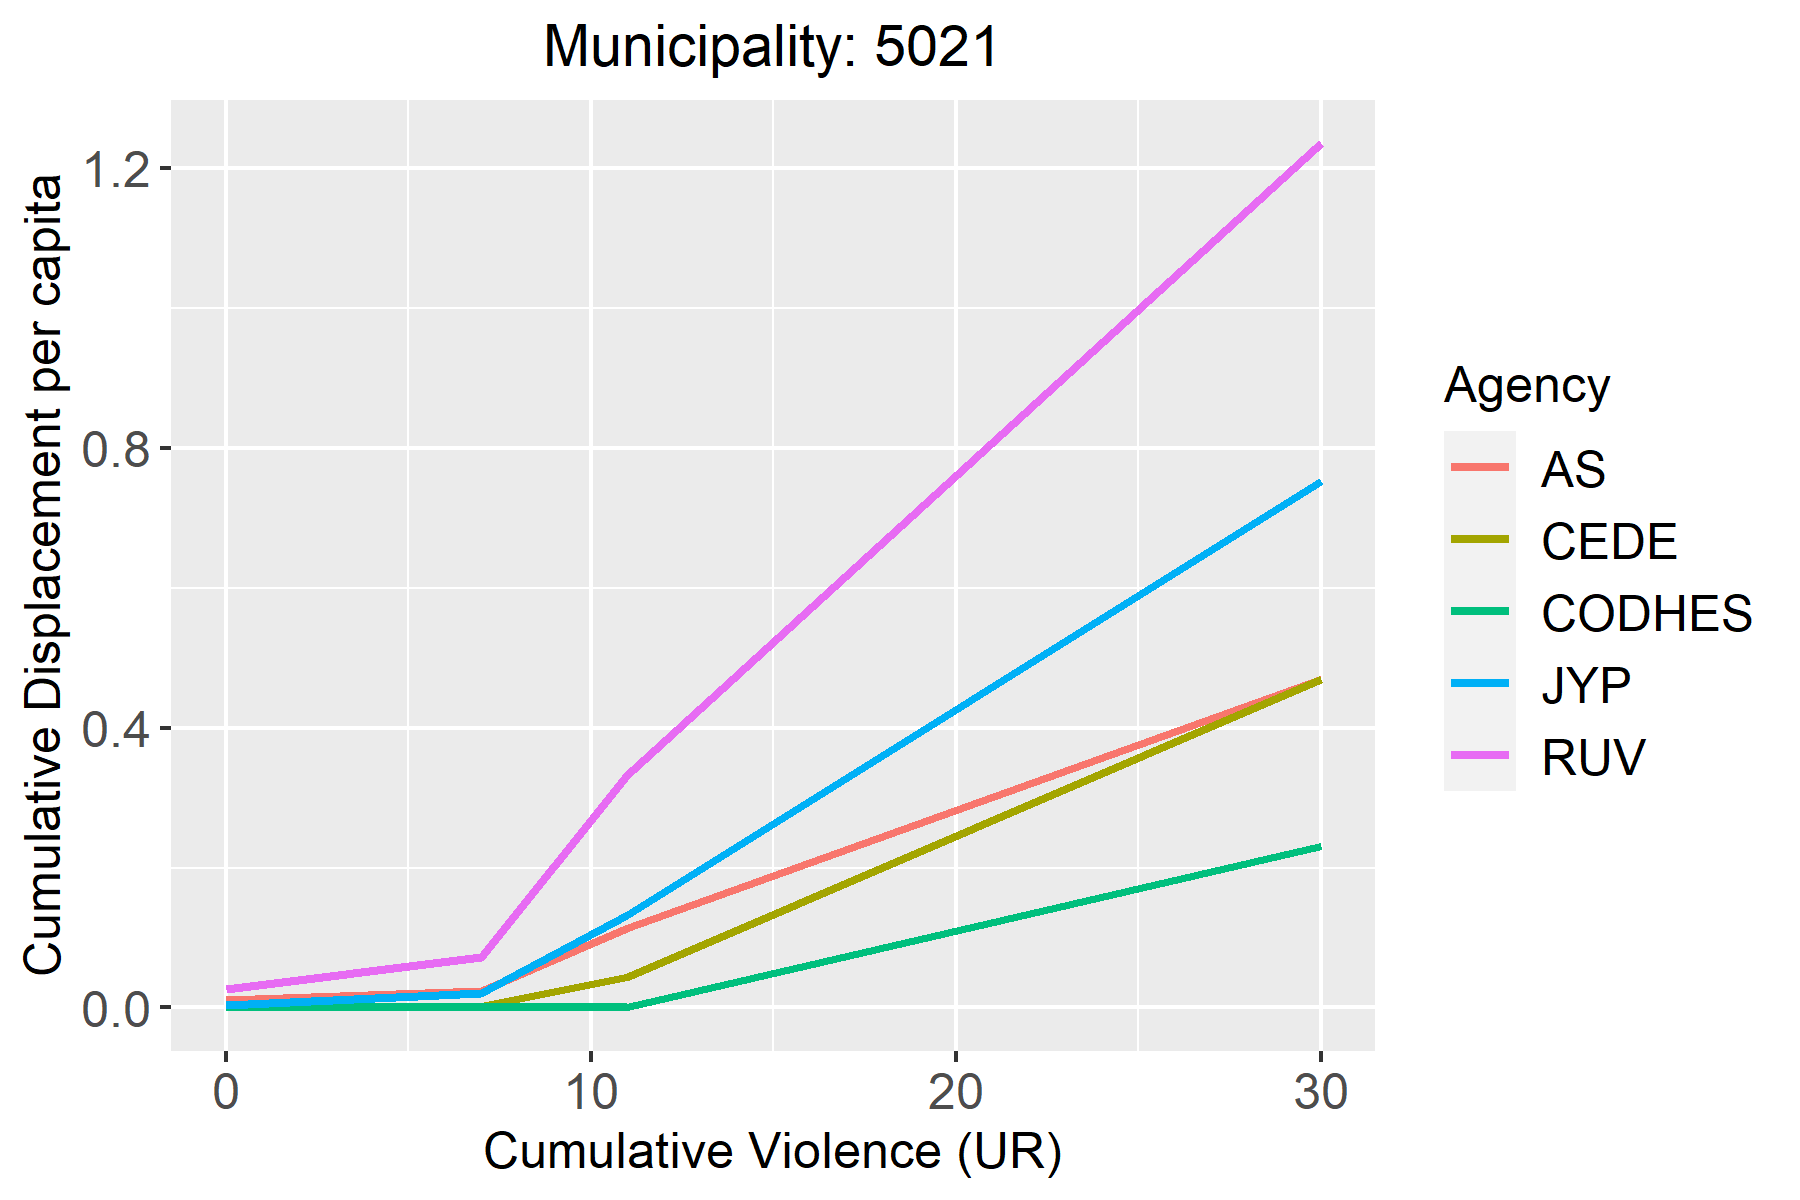 Municipality: 5021
Cumulative Displacement per capita
1.2
0.8
0.4
0.0
0
10
20
30
Cumulative Violence (UR)
Agency
AS
CEDE
CODHES
JYP
RUV